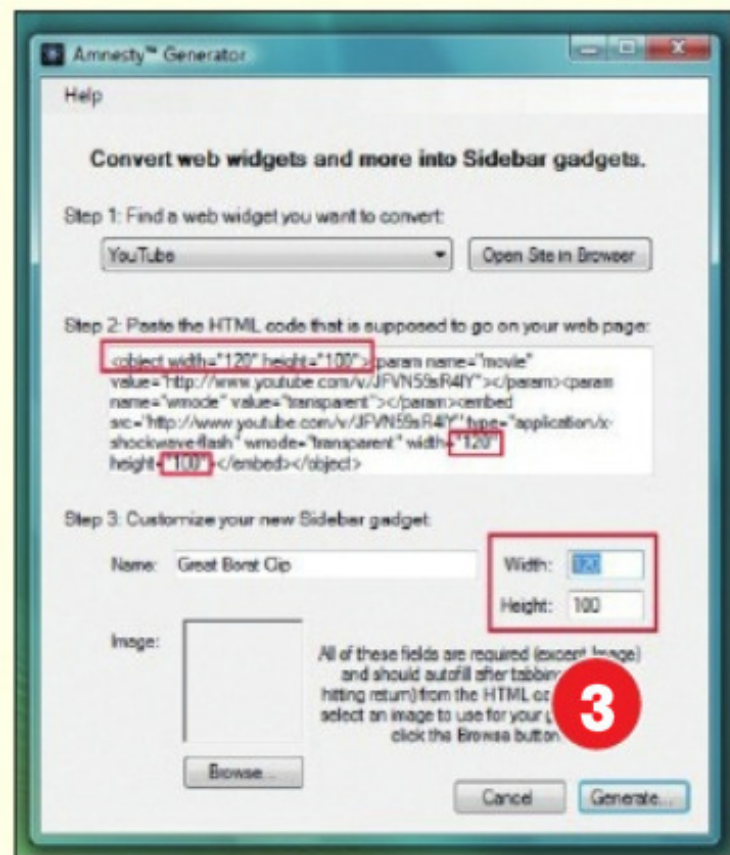 Amnesty™ Generator
Help
Convert web widgets and more into Sidebar gadgets.
Step 1: Find a web widget you want to convert:
YouTube
Open Site in Browser
Step 2: Paste the HTML code that is supposed to go on your web page:
<object width="120" height="100"><param name="movie"
value="http://www.youtube.com/v/JFVN59sR4lY"></param><param
name="wmode" value="transparent"></param><embed
src="http://www.youtube.com/v/JFVN59sR4lY" type="application/x-
shockwave-flash" wmode="transparent" width="120"
height="100"></embed></object>
Step 3: Customize your new Sidebar gadget
Name: Great Borat Clip
Width: 120
Height: 100
Image:
All of these fields are required (except Image)
and should autofill after tabbing
hitting return) from the HTML
select an image to use for your
click the Browse button
3
Browse...
Cancel
Generate...